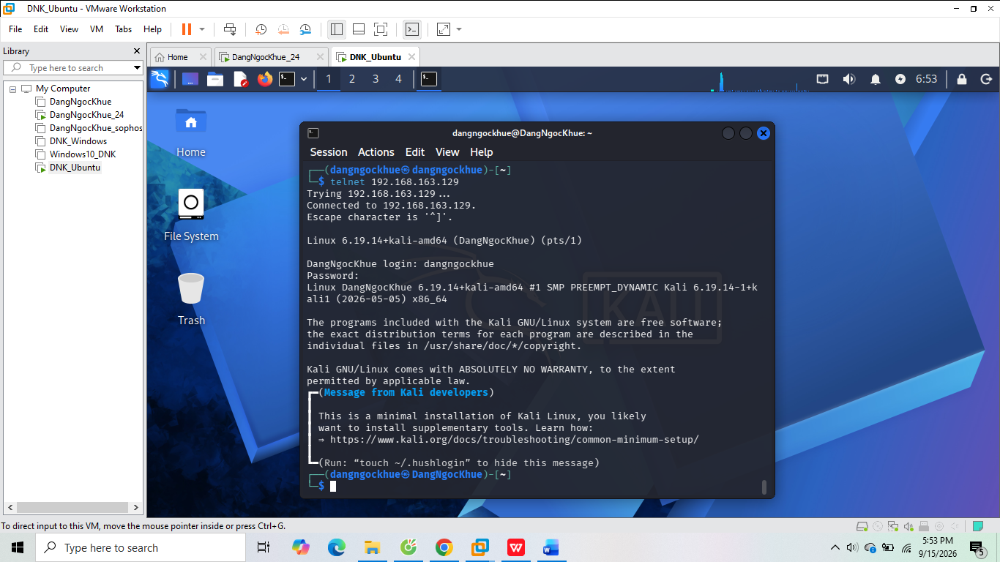 DNK_Ubuntu - VMware Workstation
File Edit View VM Tabs Help
Library
Type here to search
My Computer
DangNgocKhue
DangNgocKhue_24
DangNgocKhue_sophos
DNK_Windows
Windows10_DNK
DNK_Ubuntu
Home DangNgocKhue_24 DNK_Ubuntu
1 2 3 4 6:53
Home
File System
Trash
dangngockhue@DangNgocKhue: ~
Session Actions Edit View Help
┌──(dangngockhue㉿dangngockhue)-[~]
└─$ telnet 192.168.163.129
Trying 192.168.163.129...
Connected to 192.168.163.129.
Escape character is '^]'.
Linux 6.19.14+kali-amd64 (DangNgocKhue) (pts/1)
DangNgocKhue login: dangngockhue
Password:
Linux DangNgocKhue 6.19.14+kali-amd64 #1 SMP PREEMPT_DYNAMIC Kali 6.19.14-1+k
ali1 (2026-05-05) x86_64
The programs included with the Kali GNU/Linux system are free software;
the exact distribution terms for each program are described in the
individual files in /usr/share/doc/*/copyright.
Kali GNU/Linux comes with ABSOLUTELY NO WARRANTY, to the extent
permitted by applicable law.
┏━(Message from Kali developers)
┃ This is a minimal installation of Kali Linux, you likely
┃ want to install supplementary tools. Learn how:
┃ ⇒ https://www.kali.org/docs/troubleshooting/common-minimum-setup/
┗━(Run: “touch ~/.hushlogin” to hide this message)
┌──(dangngockhue㉿DangNgocKhue)-[~]
└─$
KALI
To direct input to this VM, move the mouse pointer inside or press Ctrl+G.
Type here to search
5:53 PM
9/15/2026
5